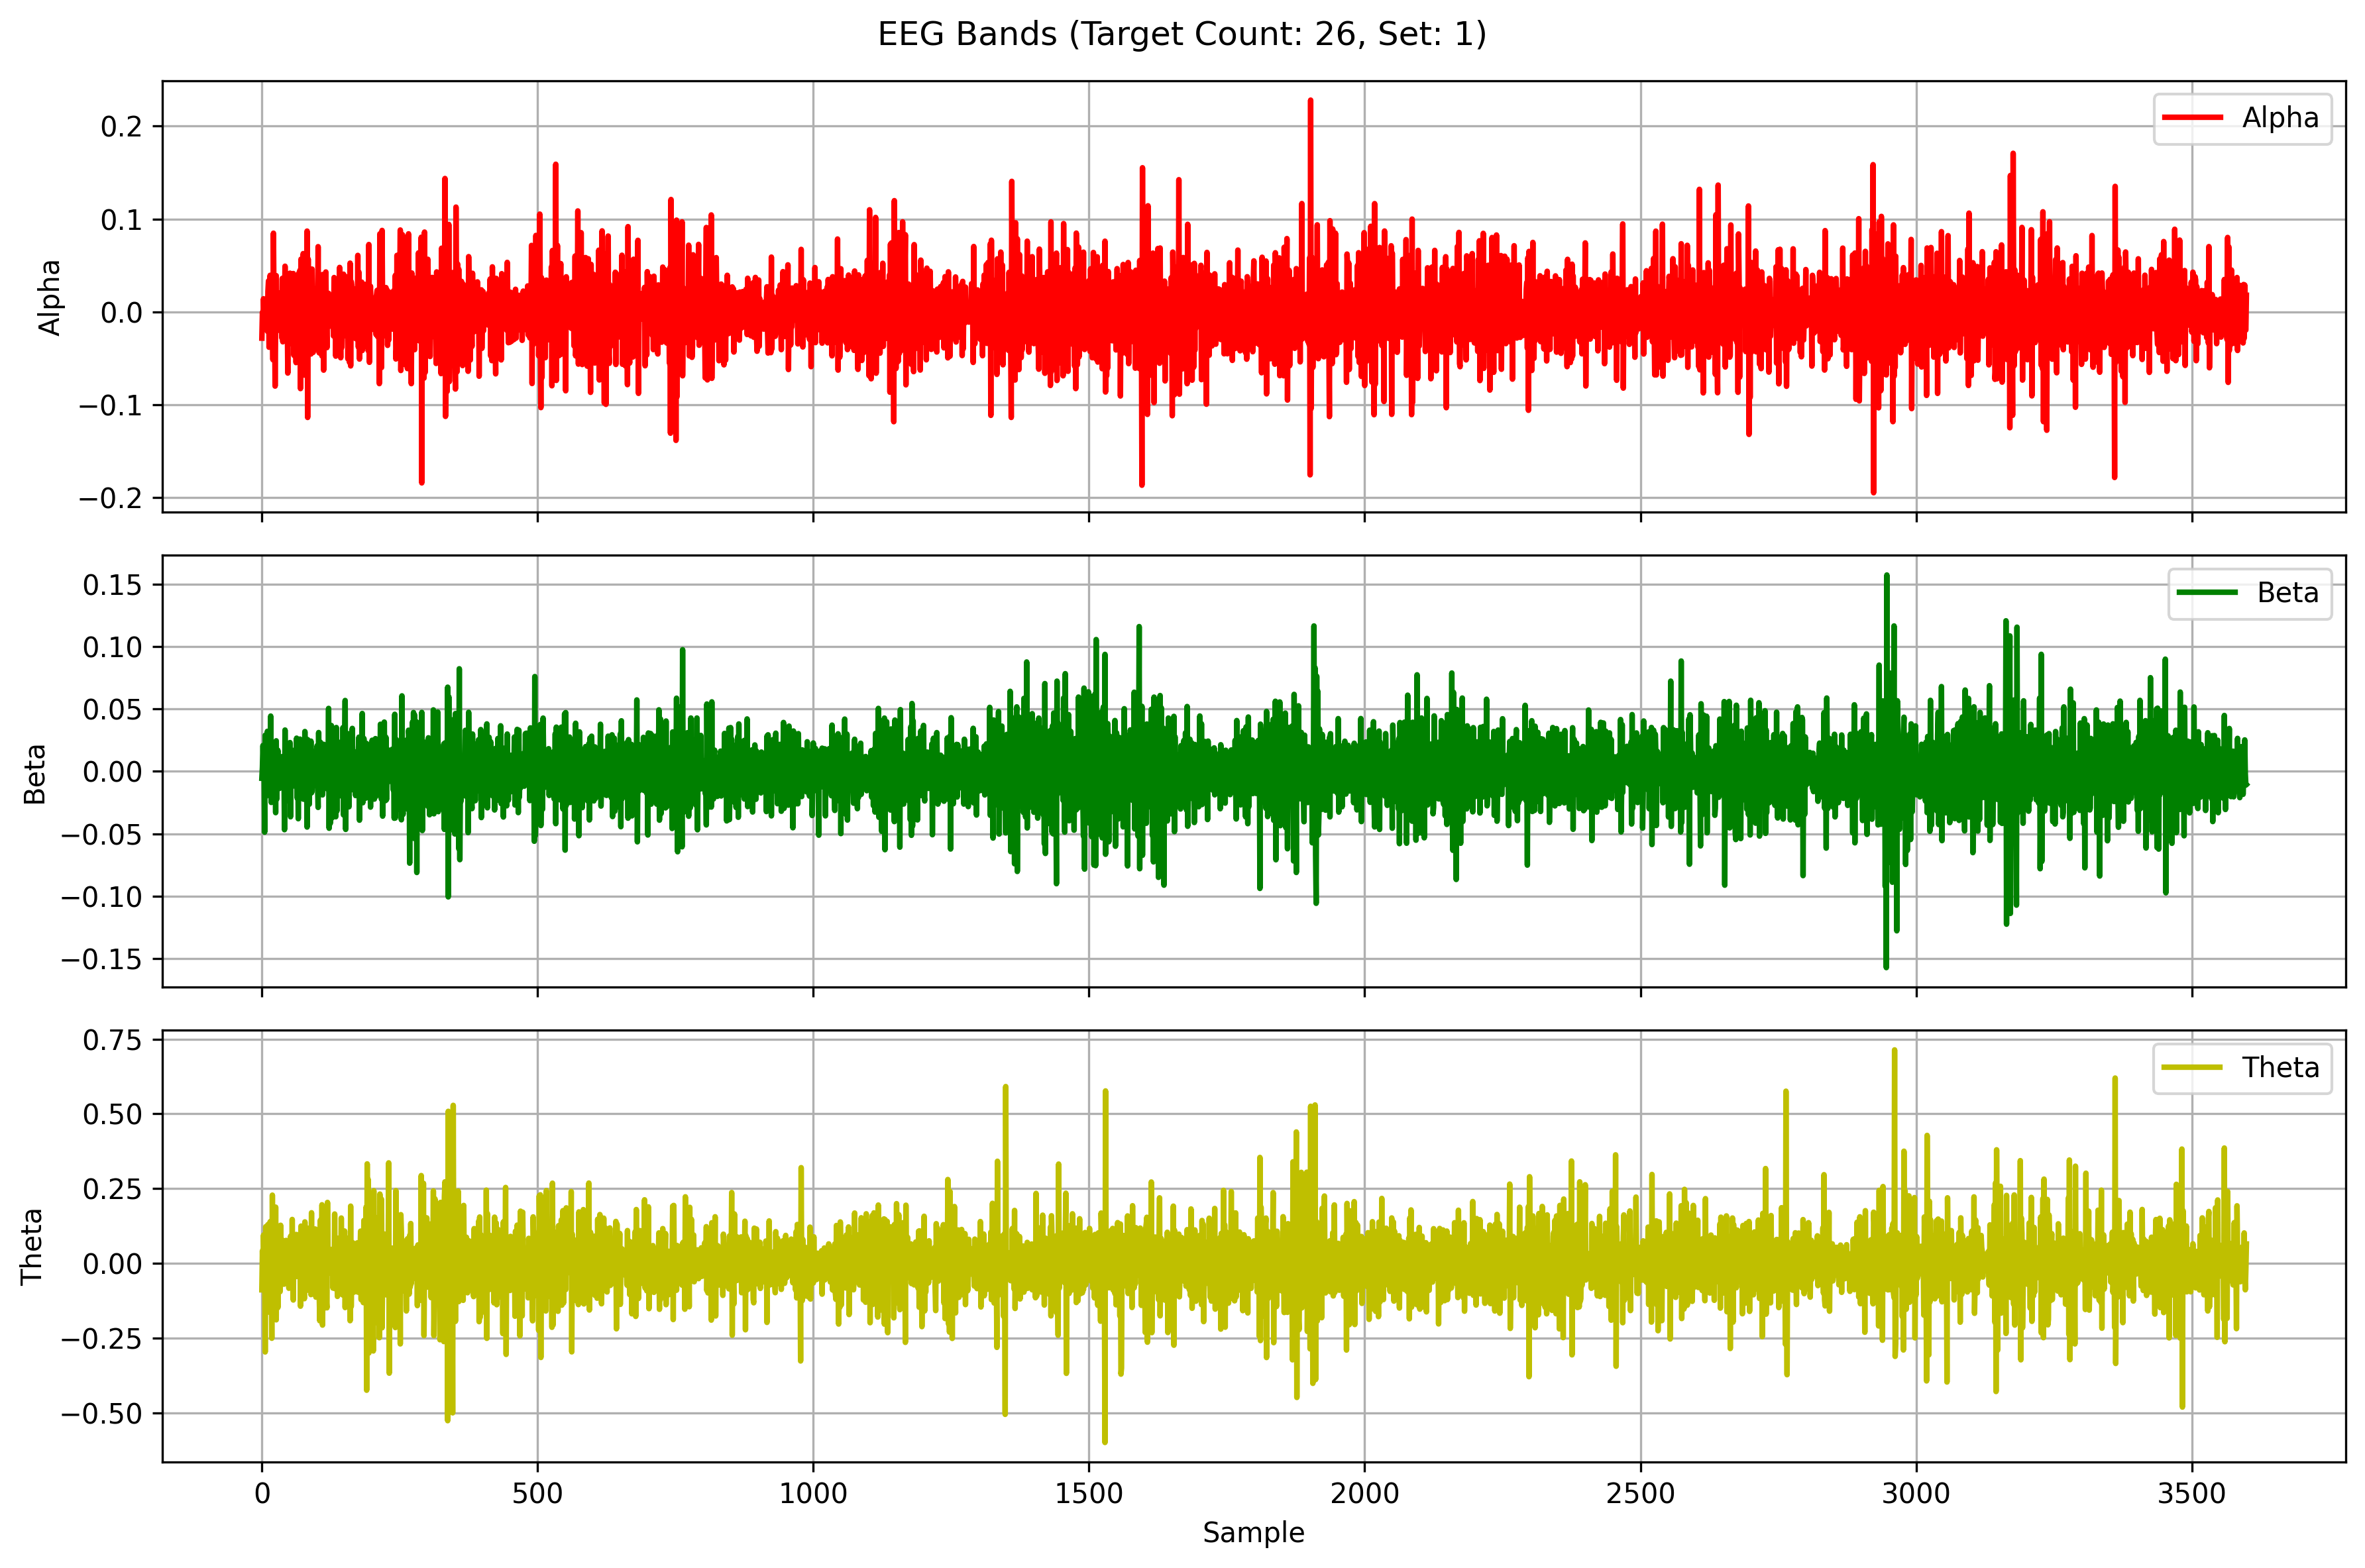 EEG Bands (Target Count: 26, Set: 1)
Alpha
0.2
0.1
0.0
−0.1
−0.2
Alpha
Beta
0.15
0.10
0.05
0.00
−0.05
−0.10
−0.15
Beta
Theta
0.75
0.50
0.25
0.00
−0.25
−0.50
Theta
0 500 1000 1500 2000 2500 3000 3500
Sample